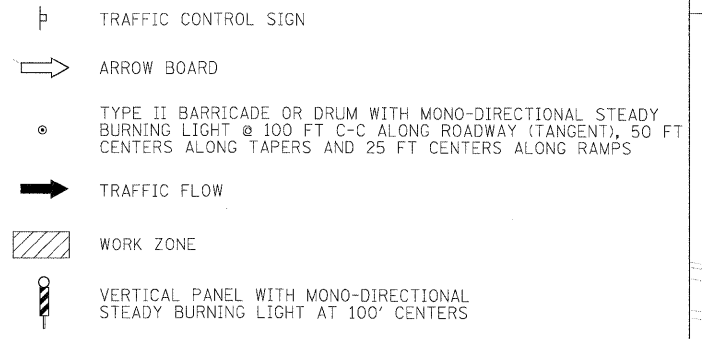 TRAFFIC CONTROL SIGN
ARROW BOARD
TYPE II BARRICADE OR DRUM WITH MONO-DIRECTIONAL STEADY
BURNING LIGHT @ 100 FT C-C ALONG ROADWAY (TANGENT), 50 FT
CENTERS ALONG TAPERS AND 25 FT CENTERS ALONG RAMPS
TRAFFIC FLOW
WORK ZONE
VERTICAL PANEL WITH MONO-DIRECTIONAL
STEADY BURNING LIGHT AT 100' CENTERS